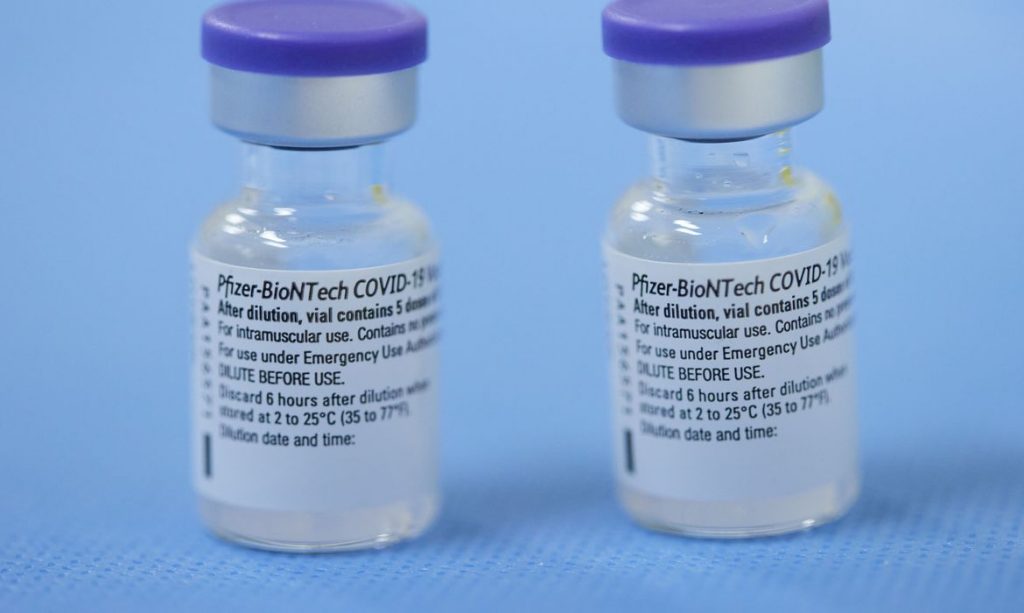 Pfizer-BioNTech COVID-19
After dilution, vial contains 5
For intramuscular use. Contains no
For use under Emergency Use
DILUTE BEFORE USE.
Discard 6 hours after dilution when
stored at 2 to 25°C (35 to 77°F).
Dilution date and time:
Pfizer-BioNTech COVID-19
After dilution, vial contains 5
For intramuscular use. Contains no
For use under Emergency Use
DILUTE BEFORE USE.
Discard 6 hours after dilution when
stored at 2 to 25°C (35 to 77°F).
Dilution date and time: